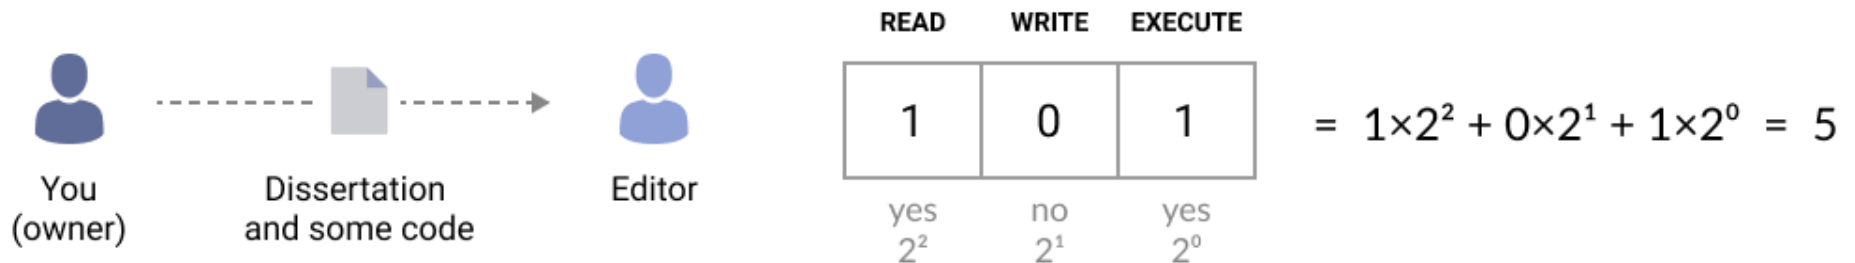 You
(owner)
Dissertation
and some code
Editor
READ WRITE EXECUTE
1 0 1
= 1×2² + 0×2¹ + 1×2⁰ = 5
yes no yes
2² 2¹ 2⁰